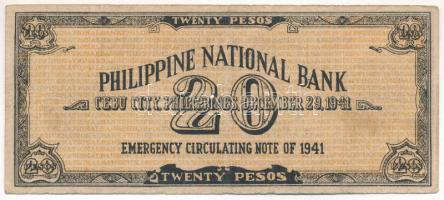 20 TWENTY PESOS 20
PHILIPPINE NATIONAL BANK
CEBU CITY, PHILIPPINES, DECEMBER 29, 1941
20
EMERGENCY CIRCULATING NOTE OF 1941
20 TWENTY PESOS 20